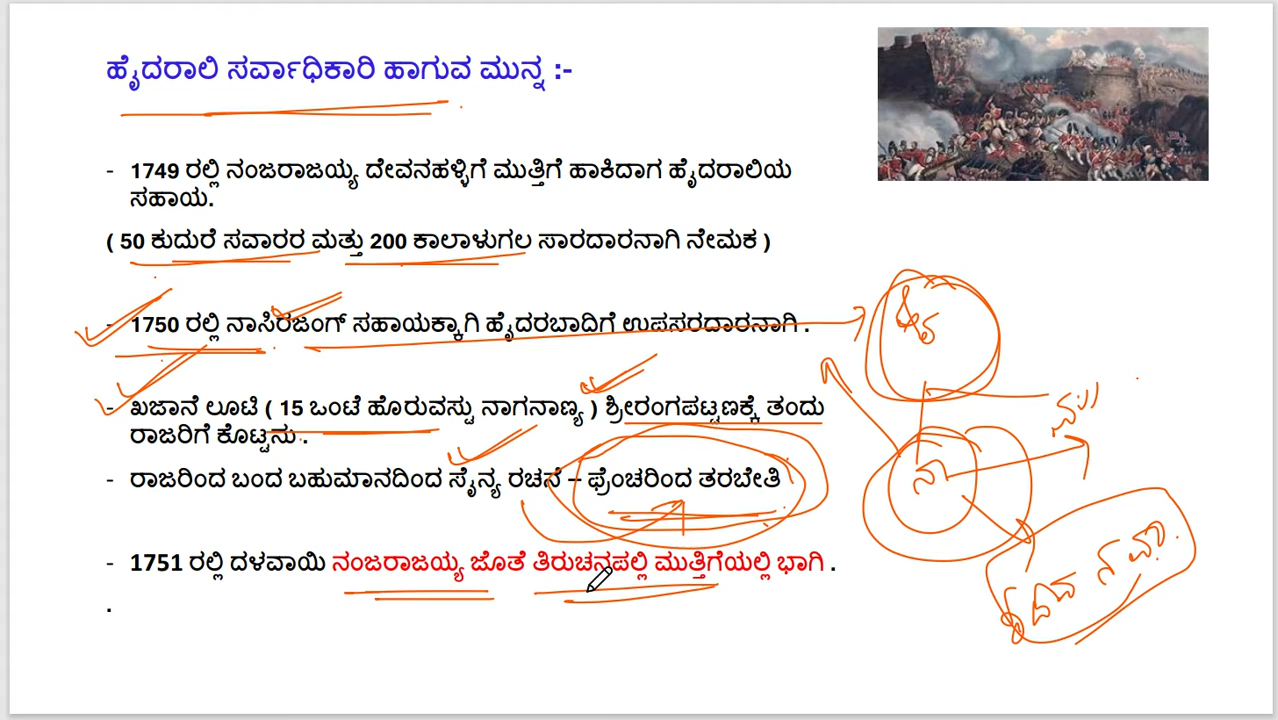 ಹೈದರಾಲಿ ಸರ್ವಾಧಿಕಾರಿ ಹಾಗುವ ಮುನ್ನ :-
- 1749 ರಲ್ಲಿ ನಂಜರಾಜಯ್ಯ ದೇವನಹಳ್ಳಿಗೆ ಮುತ್ತಿಗೆ ಹಾಕಿದಾಗ ಹೈದರಾಲಿಯ
ಸಹಾಯ.
( 50 ಕುದುರೆ ಸವಾರರ ಮತ್ತು 200 ಕಾಲಾಳುಗಲ ಸಾರದಾರನಾಗಿ ನೇಮಕ )
- 1750 ರಲ್ಲಿ ನಾಸಿರಜಂಗ್ ಸಹಾಯಕ್ಕಾಗಿ ಹೈದರಬಾದಿಗೆ ಉಪಸರದಾರನಾಗಿ .
- ಖಜಾನೆ ಲೂಟಿ ( 15 ಒಂಟೆ ಹೊರುವಸ್ಟು ನಾಗನಾಣ್ಯ ) ಶ್ರೀರಂಗಪಟ್ಟಣಕ್ಕೆ ತಂದು
ರಾಜರಿಗೆ ಕೊಟ್ಟನು .
- ರಾಜರಿಂದ ಬಂದ ಬಹುಮಾನದಿಂದ ಸೈನ್ಯ ರಚನೆ – ಫ್ರೆಂಚರಿಂದ ತರಬೇತಿ
- 1751 ರಲ್ಲಿ ದಳವಾಯಿ ನಂಜರಾಜಯ್ಯ ಜೊತೆ ತಿರುಚನಪಲ್ಲಿ ಮುತ್ತಿಗೆಯಲ್ಲಿ ಭಾಗಿ .
.
ನಾ